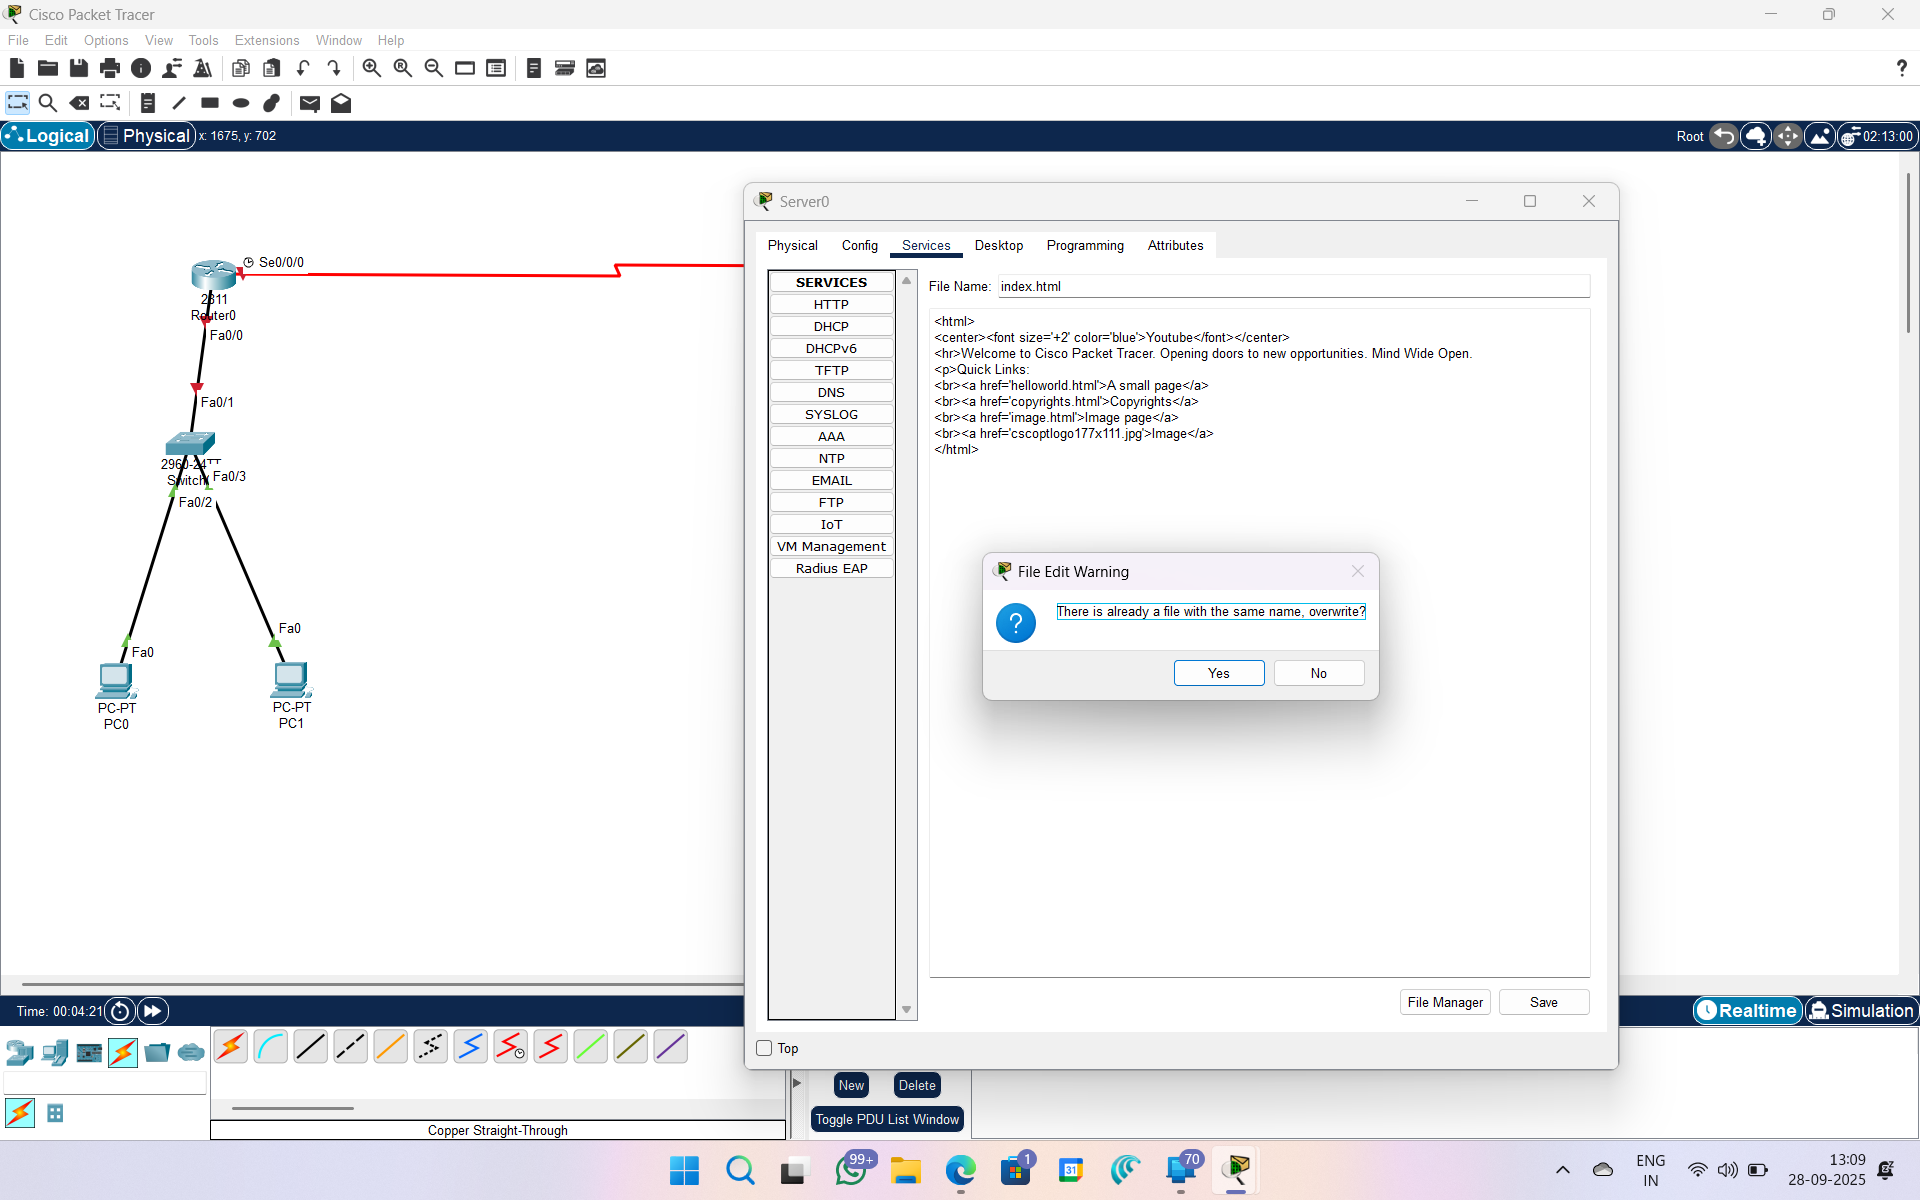 Cisco Packet Tracer
File Edit Options View Tools Extensions Window Help
Logical Physical x: 1675, y: 702
Root 02:13:00
Se0/0/0
2811
Router0
Fa0/0
Fa0/1
2960-24TT
Fa0/3
Fa0/2
Fa0
Fa0
PC-PT
PC0
PC-PT
PC1
Server0
Physical Config Services Desktop Programming Attributes
SERVICES
HTTP
DHCP
DHCPv6
TFTP
DNS
SYSLOG
AAA
NTP
EMAIL
FTP
IoT
VM Management
Radius EAP
File Name: index.html
<html>
<center><font size='+2' color='blue'>Youtube</font></center>
<hr>Welcome to Cisco Packet Tracer. Opening doors to new opportunities. Mind Wide Open.
<p>Quick Links:
<br><a href='helloworld.html'>A small page</a>
<br><a href='copyrights.html'>Copyrights</a>
<br><a href='image.html'>Image page</a>
<br><a href='cscoptlogo177x111.jpg'>Image</a>
</html>
File Edit Warning
There is already a file with the same name, overwrite?
Yes No
File Manager Save
Top
Time: 00:04:21
Realtime Simulation
New Delete
Toggle PDU List Window
Copper Straight-Through
99+
1
31
70
ENG
IN
13:09
28-09-2025